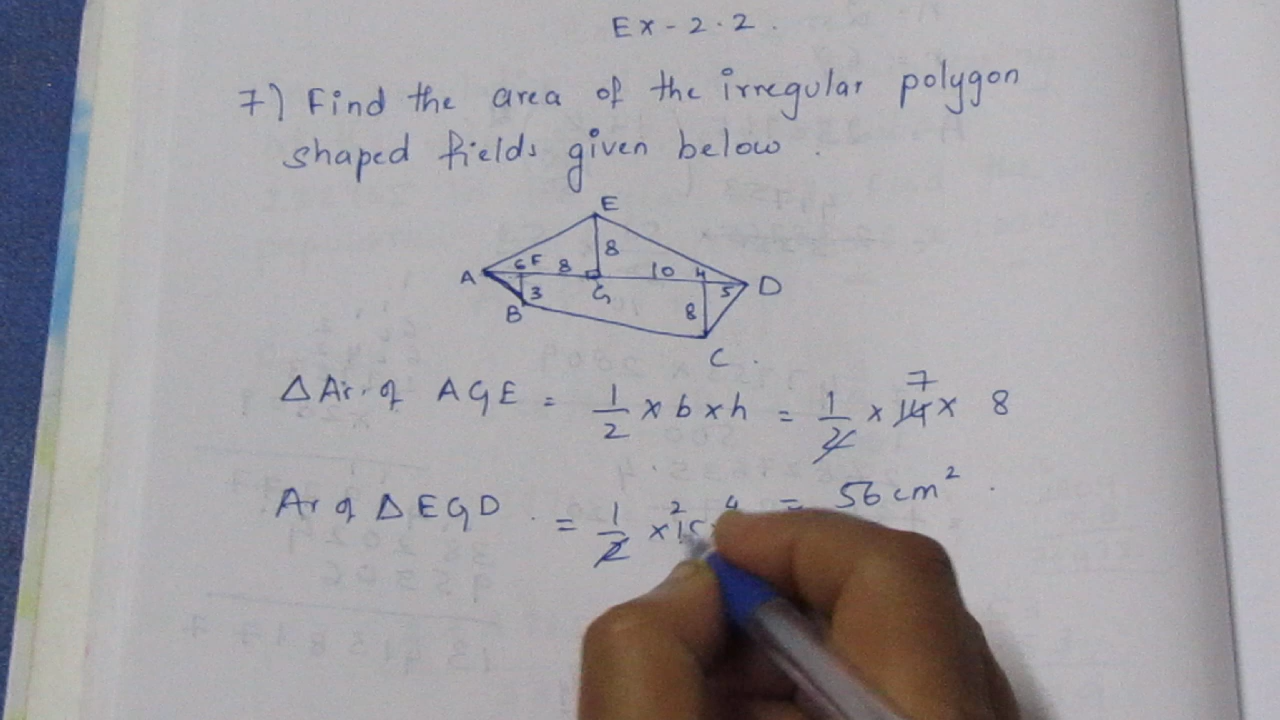 Ex - 2.2.
7) Find the area of the irregular polygon
shaped fields given below.
E
8
A 6 F 8 10 4 D
3 G 5
B 8
C.
Δ Ar. of AGE = 1/2 x b x h = 1/2 x 14 x 8
7
Ar of Δ EGD . = 1/2 x 15 = 56 cm² .
2 4